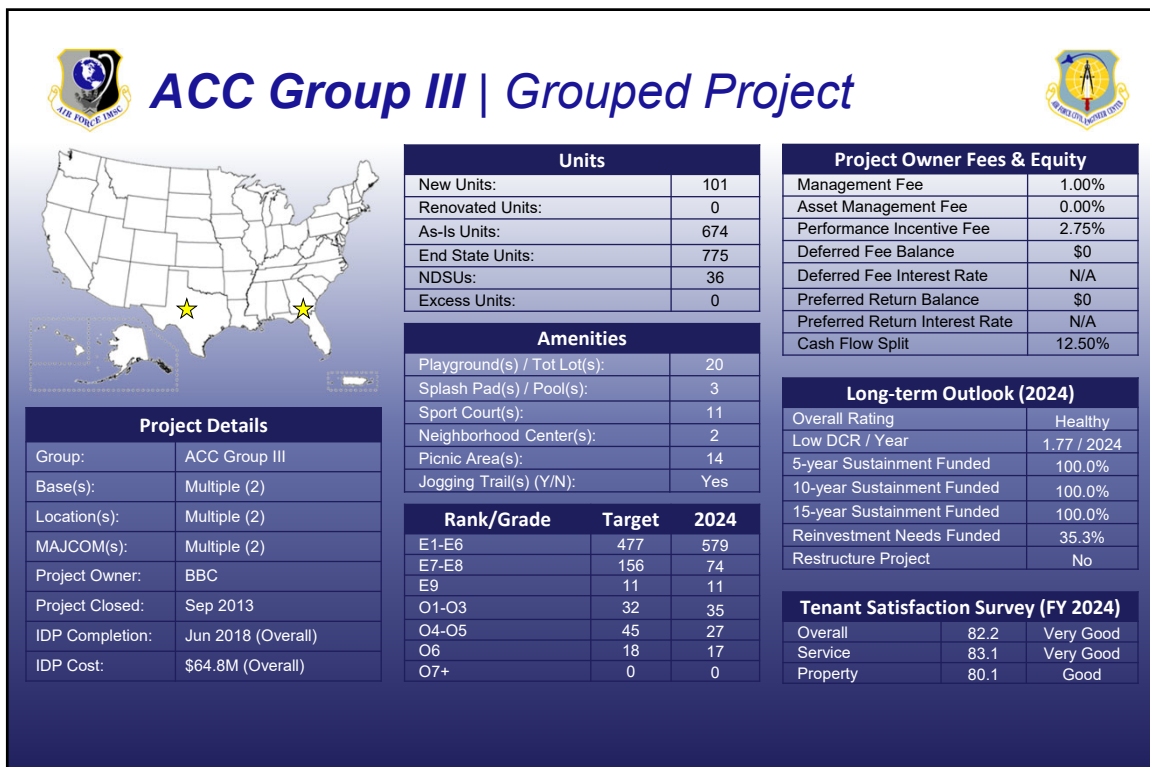 ACC Group III | Grouped Project
AIR FORCE IMSC
AIR FORCE CIVIL ENGINEER CENTER
Project Details
Group: ACC Group III
Base(s): Multiple (2)
Location(s): Multiple (2)
MAJCOM(s): Multiple (2)
Project Owner: BBC
Project Closed: Sep 2013
IDP Completion: Jun 2018 (Overall)
IDP Cost: $64.8M (Overall)
Units
New Units: 101
Renovated Units: 0
As-Is Units: 674
End State Units: 775
NDSUs: 36
Excess Units: 0
Amenities
Playground(s) / Tot Lot(s): 20
Splash Pad(s) / Pool(s): 3
Sport Court(s): 11
Neighborhood Center(s): 2
Picnic Area(s): 14
Jogging Trail(s) (Y/N): Yes
Rank/Grade Target 2024
E1-E6 477 579
E7-E8 156 74
E9 11 11
O1-O3 32 35
O4-O5 45 27
O6 18 17
O7+ 0 0
Project Owner Fees & Equity
Management Fee 1.00%
Asset Management Fee 0.00%
Performance Incentive Fee 2.75%
Deferred Fee Balance $0
Deferred Fee Interest Rate N/A
Preferred Return Balance $0
Preferred Return Interest Rate N/A
Cash Flow Split 12.50%
Long-term Outlook (2024)
Overall Rating Healthy
Low DCR / Year 1.77 / 2024
5-year Sustainment Funded 100.0%
10-year Sustainment Funded 100.0%
15-year Sustainment Funded 100.0%
Reinvestment Needs Funded 35.3%
Restructure Project No
Tenant Satisfaction Survey (FY 2024)
Overall 82.2 Very Good
Service 83.1 Very Good
Property 80.1 Good